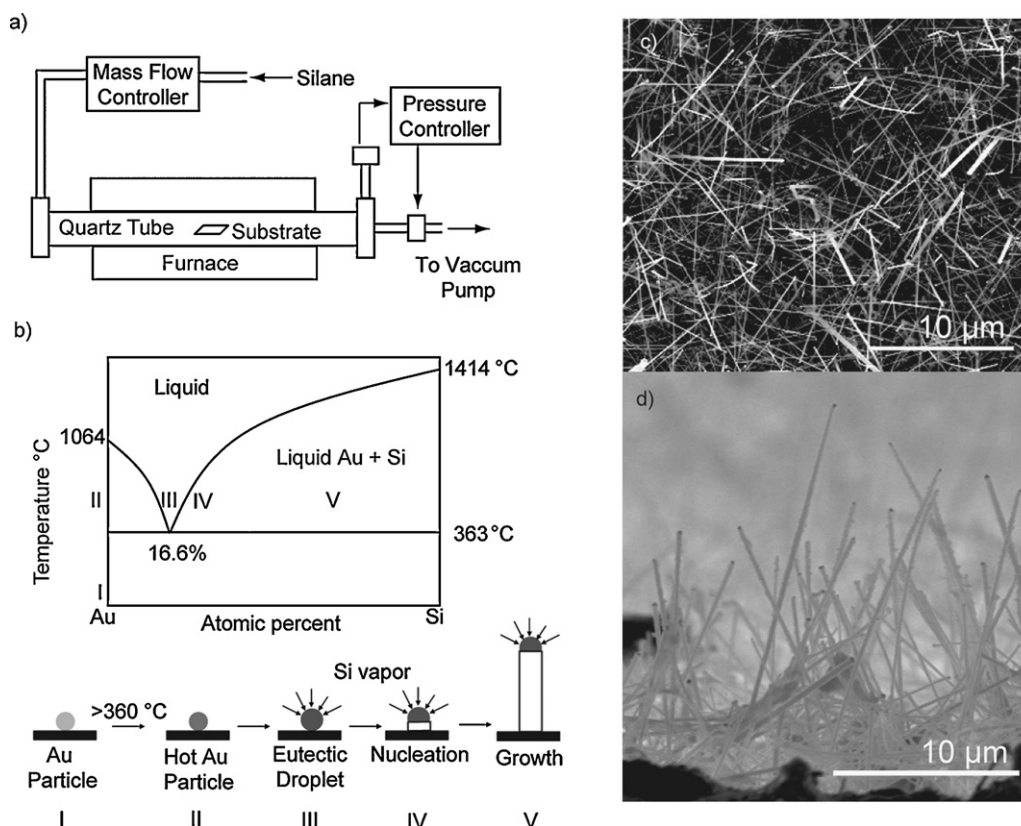 a)
Mass Flow
Controller
Silane
Pressure
Controller
Quartz Tube
Substrate
Furnace
To Vaccum
Pump
b)
Temperature °C
1414 °C
Liquid
1064
Liquid Au + Si
II
III
IV
V
363 °C
16.6%
I
Au
Atomic percent
Si
Si vapor
>360 °C
Au
Particle
Hot Au
Particle
Eutectic
Droplet
Nucleation
Growth
I
II
III
IV
V
c)
10 µm
d)
10 µm